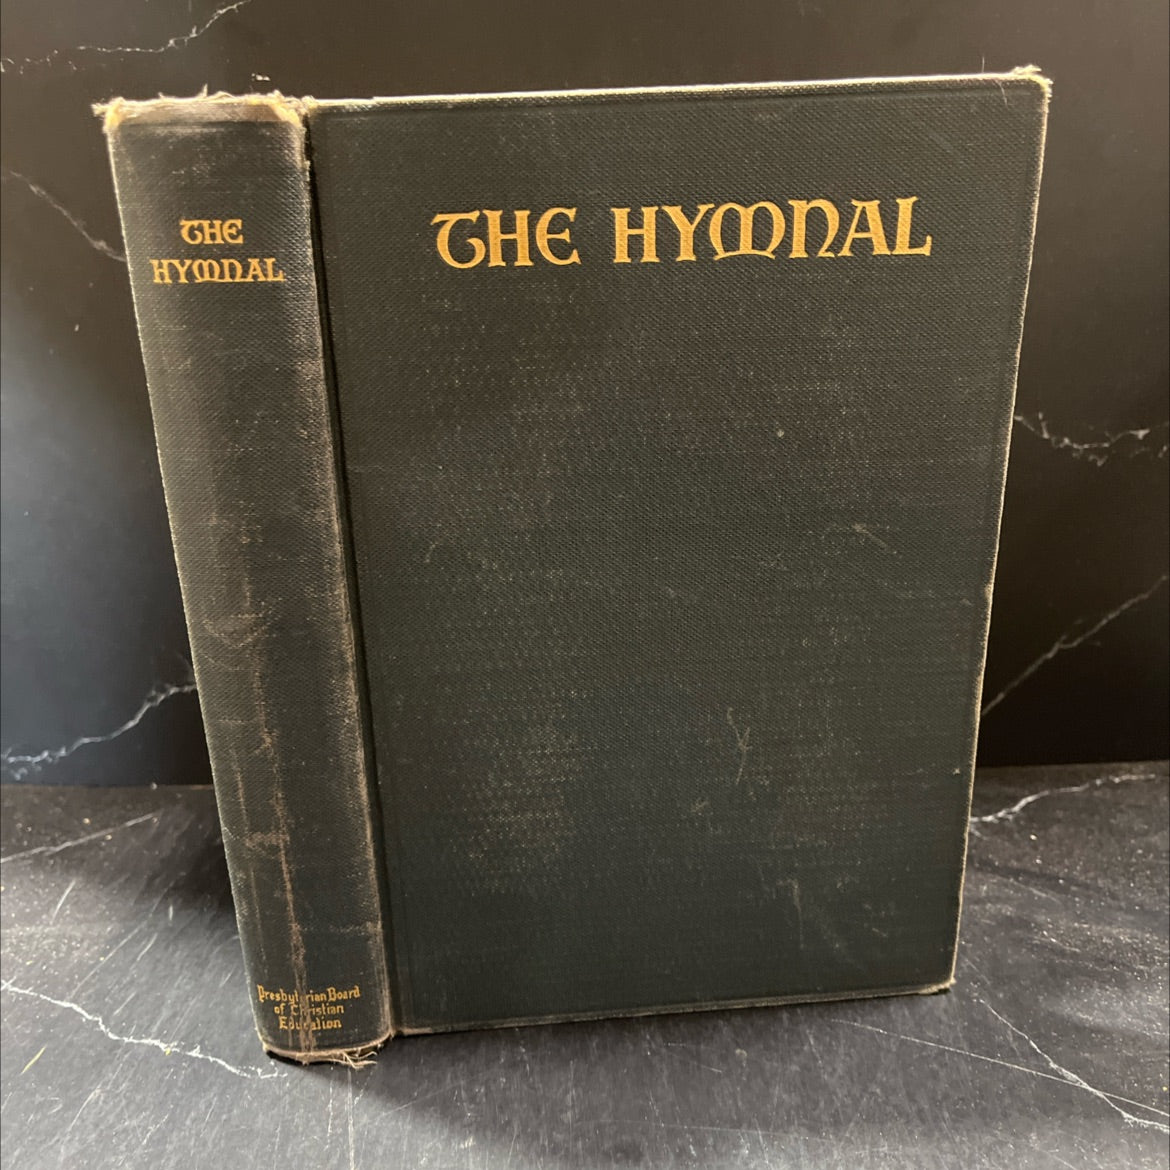 THE
HYMNAL
Presbyterian Board
of Christian
Education
THE HYMNAL